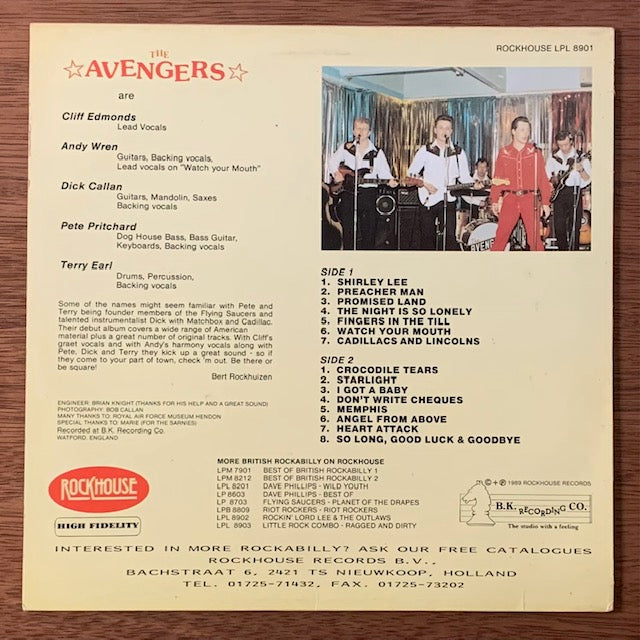 THE
AVENGERS
are
Cliff Edmonds
Lead Vocals
Andy Wren
Guitars, Backing vocals,
Lead vocals on "Watch your Mouth"
Dick Callan
Guitars, Mandolin, Saxes
Backing vocals
Pete Pritchard
Dog House Bass, Bass Guitar,
Keyboards, Backing vocals
Terry Earl
Drums, Percussion,
Backing vocals
Some of the names might seem familiar with Pete and
Terry being founder members of the Flying Saucers and
talented instrumentalist Dick with Matchbox and Cadillac.
Their debut album covers a wide range of American
material plus a great number of original tracks. With Cliff's
graet vocals and with Andy's harmony vocals along with
Pete, Dick and Terry they kick up a great sound - so if
they come to your part of town, check 'm out. Be there or
be square!
Bert Rockhuizen
ENGINEER: BRIAN KNIGHT (THANKS FOR HIS HELP AND A GREAT SOUND)
PHOTOGRAPHY: BOB CALLAN
MANY THANKS TO: ROYAL AIR FORCE MUSEUM HENDON
SPECIAL THANKS TO: MARIE (FOR THE SARNIES)
Recorded at B.K. Recording Co.
WATFORD, ENGLAND
ROCKHOUSE LPL 8901
AVENG
SIDE 1
1. SHIRLEY LEE
2. PREACHER MAN
3. PROMISED LAND
4. THE NIGHT IS SO LONELY
5. FINGERS IN THE TILL
6. WATCH YOUR MOUTH
7. CADILLACS AND LINCOLNS
SIDE 2
1. CROCODILE TEARS
2. STARLIGHT
3. I GOT A BABY
4. DON'T WRITE CHEQUES
5. MEMPHIS
6. ANGEL FROM ABOVE
7. HEART ATTACK
8. SO LONG, GOOD LUCK & GOODBYE
MORE BRITISH ROCKABILLY ON ROCKHOUSE
LPM 7901 BEST OF BRITISH ROCKABILLY 1
LPM 8212 BEST OF BRITISH ROCKABILLY 2
LPL 8201 DAVE PHILLIPS - WILD YOUTH
LP 8603 DAVE PHILLIPS - BEST OF
LP 8703 FLYING SAUCERS - PLANET OF THE DRAPES
LPB 8809 RIOT ROCKERS - RIOT ROCKERS
LPL 8902 ROCKIN' LORD LEE & THE OUTLAWS
LPL 8903 LITTLE ROCK COMBO - RAGGED AND DIRTY
ROCKHOUSE
HIGH FIDELITY
© + ℗ 1989 ROCKHOUSE RECORDS
B.K. RECORDING CO.
The studio with a feeling
INTERESTED IN MORE ROCKABILLY? ASK OUR FREE CATALOGUES
ROCKHOUSE RECORDS B.V.,
BACHSTRAAT 6, 2421 TS NIEUWKOOP, HOLLAND
TEL. 01725-71432, FAX. 01725-73202